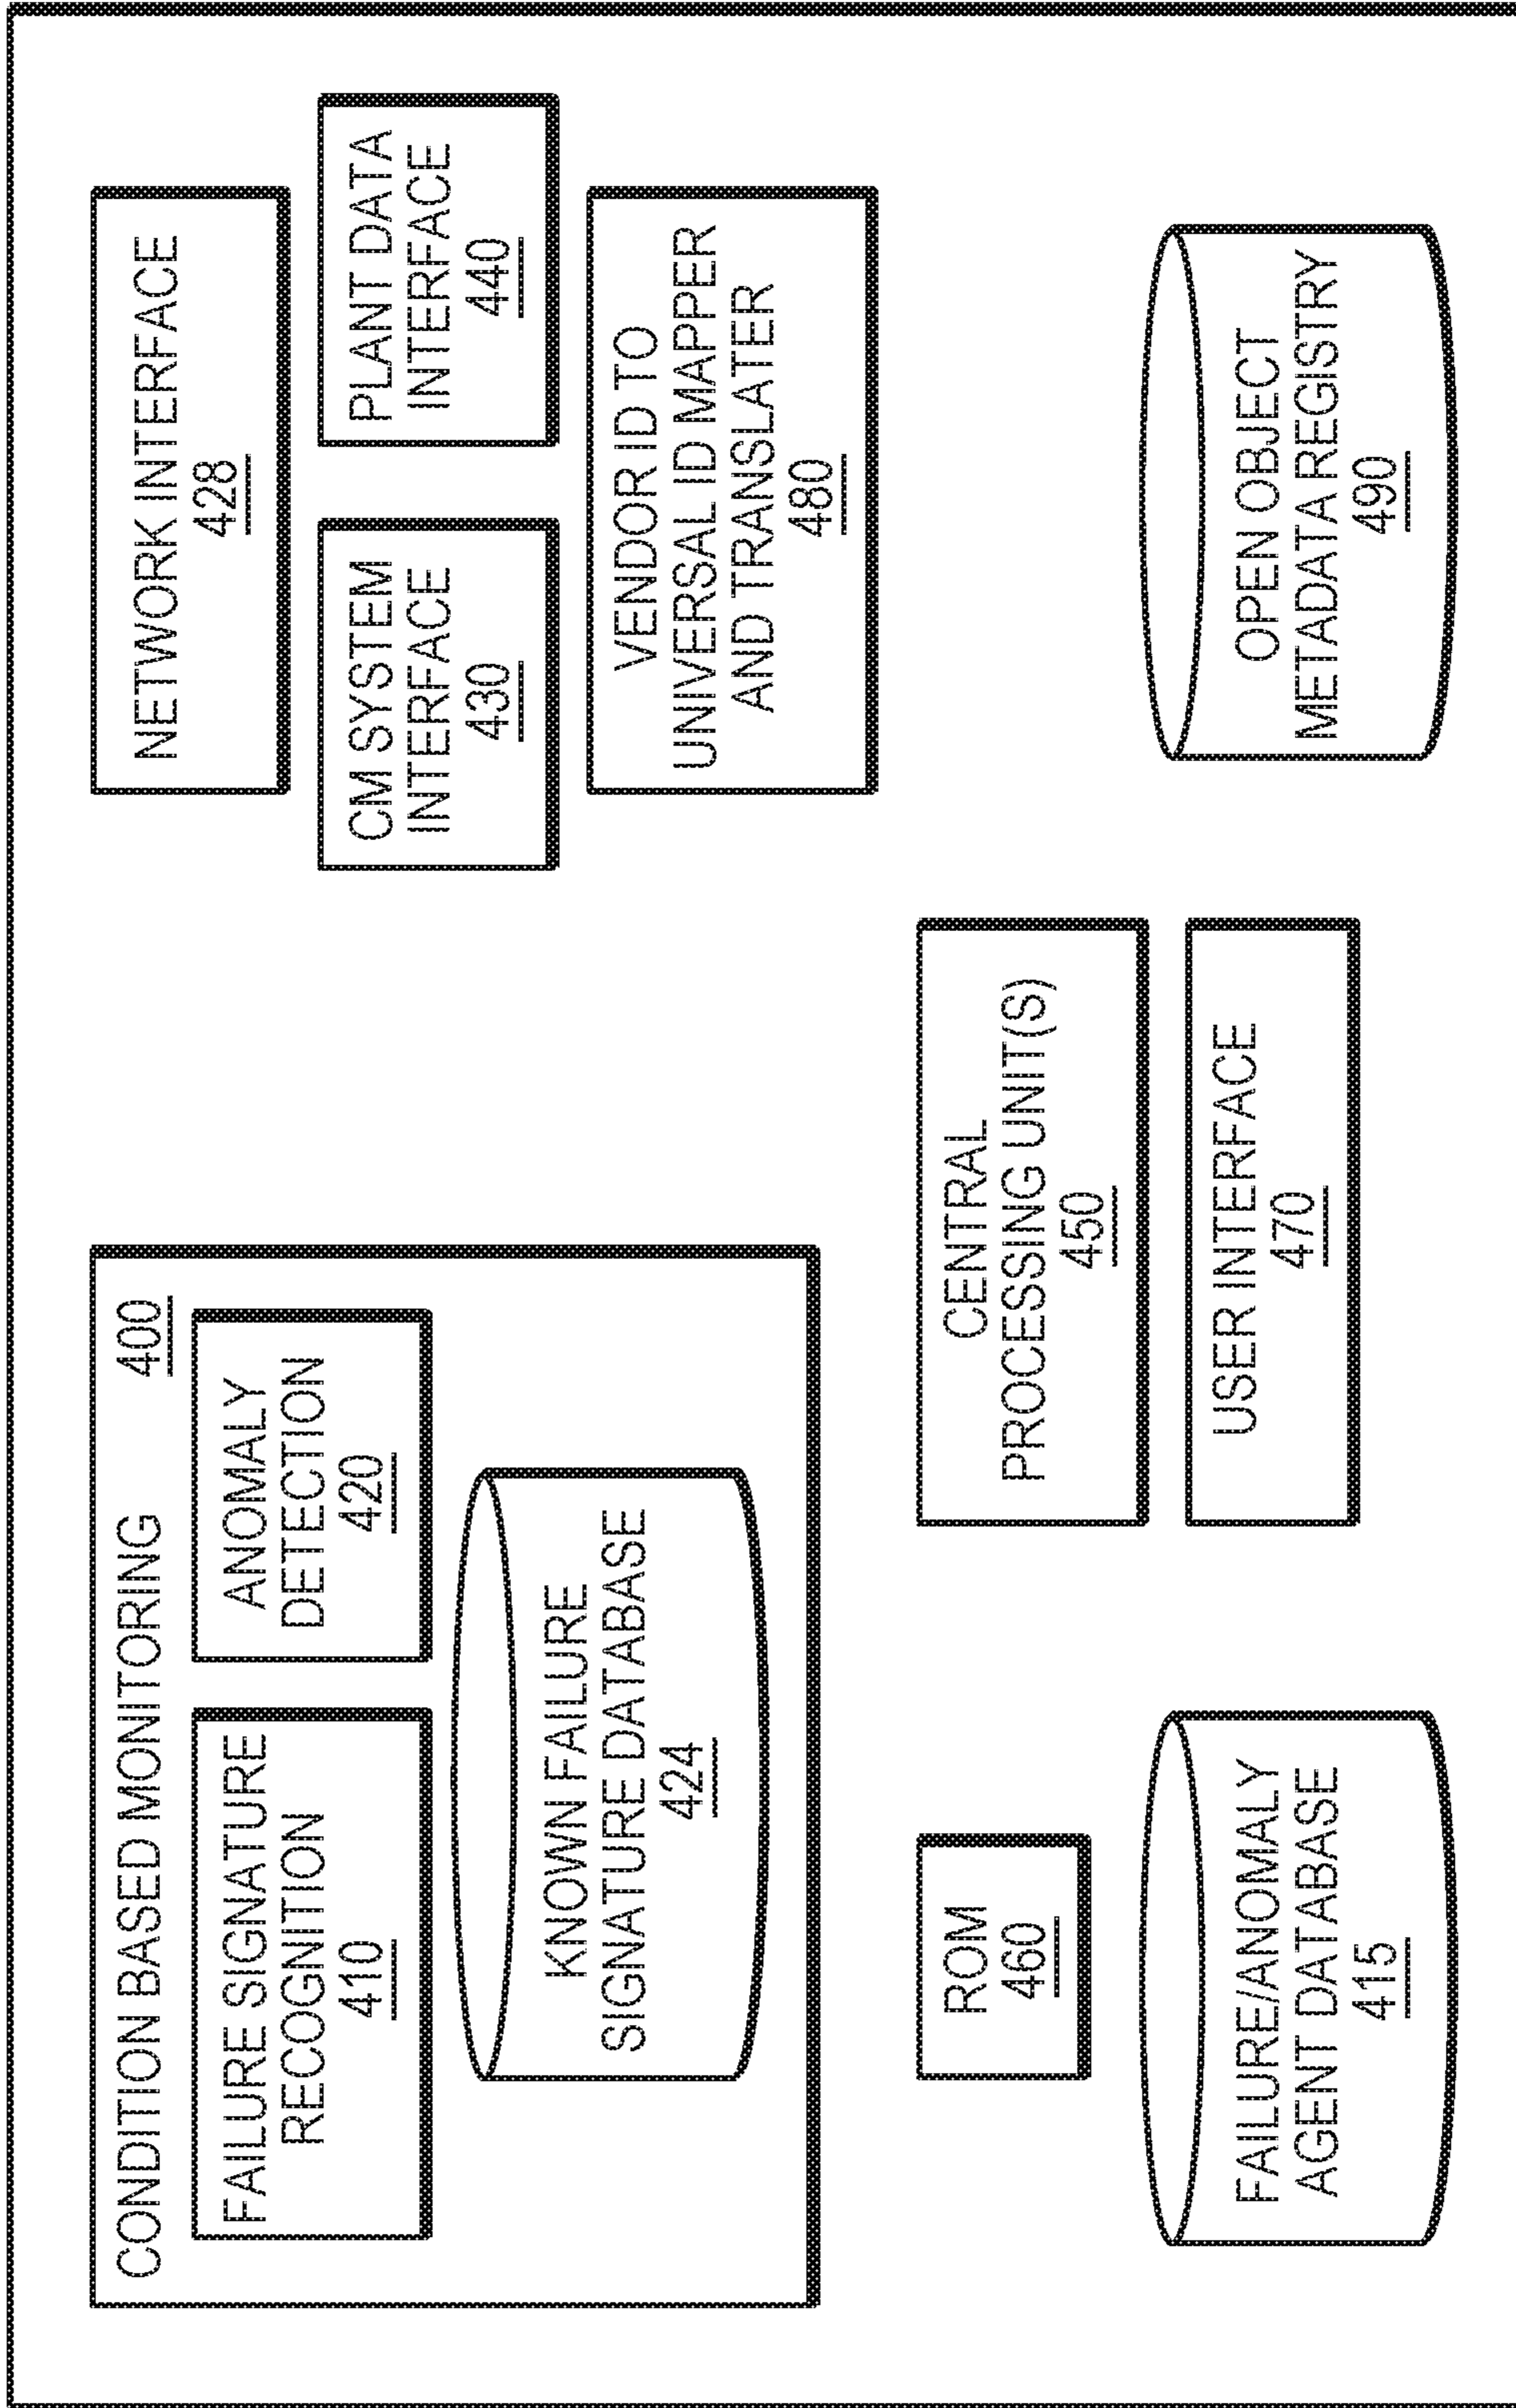 CONDITION BASED MONITORING 400
FAILURE SIGNATURE
RECOGNITION
410
ANOMALY
DETECTION
420
KNOWN FAILURE
SIGNATURE DATABASE
424
NETWORK INTERFACE
428
CM SYSTEM
INTERFACE
430
PLANT DATA
INTERFACE
440
VENDOR ID TO
UNIVERSAL ID MAPPER
AND TRANSLATER
480
ROM
460
CENTRAL
PROCESSING UNIT(S)
450
USER INTERFACE
470
FAILURE/ANOMALY
AGENT DATABASE
415
OPEN OBJECT
METADATA REGISTRY
490